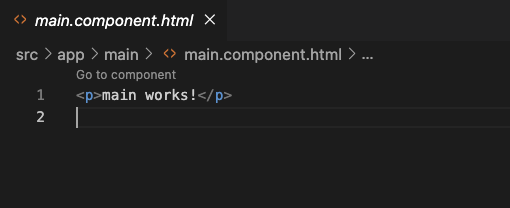 <> main.component.html ×
src > app > main > <> main.component.html > ...
Go to component
1 <p>main works!</p>
2